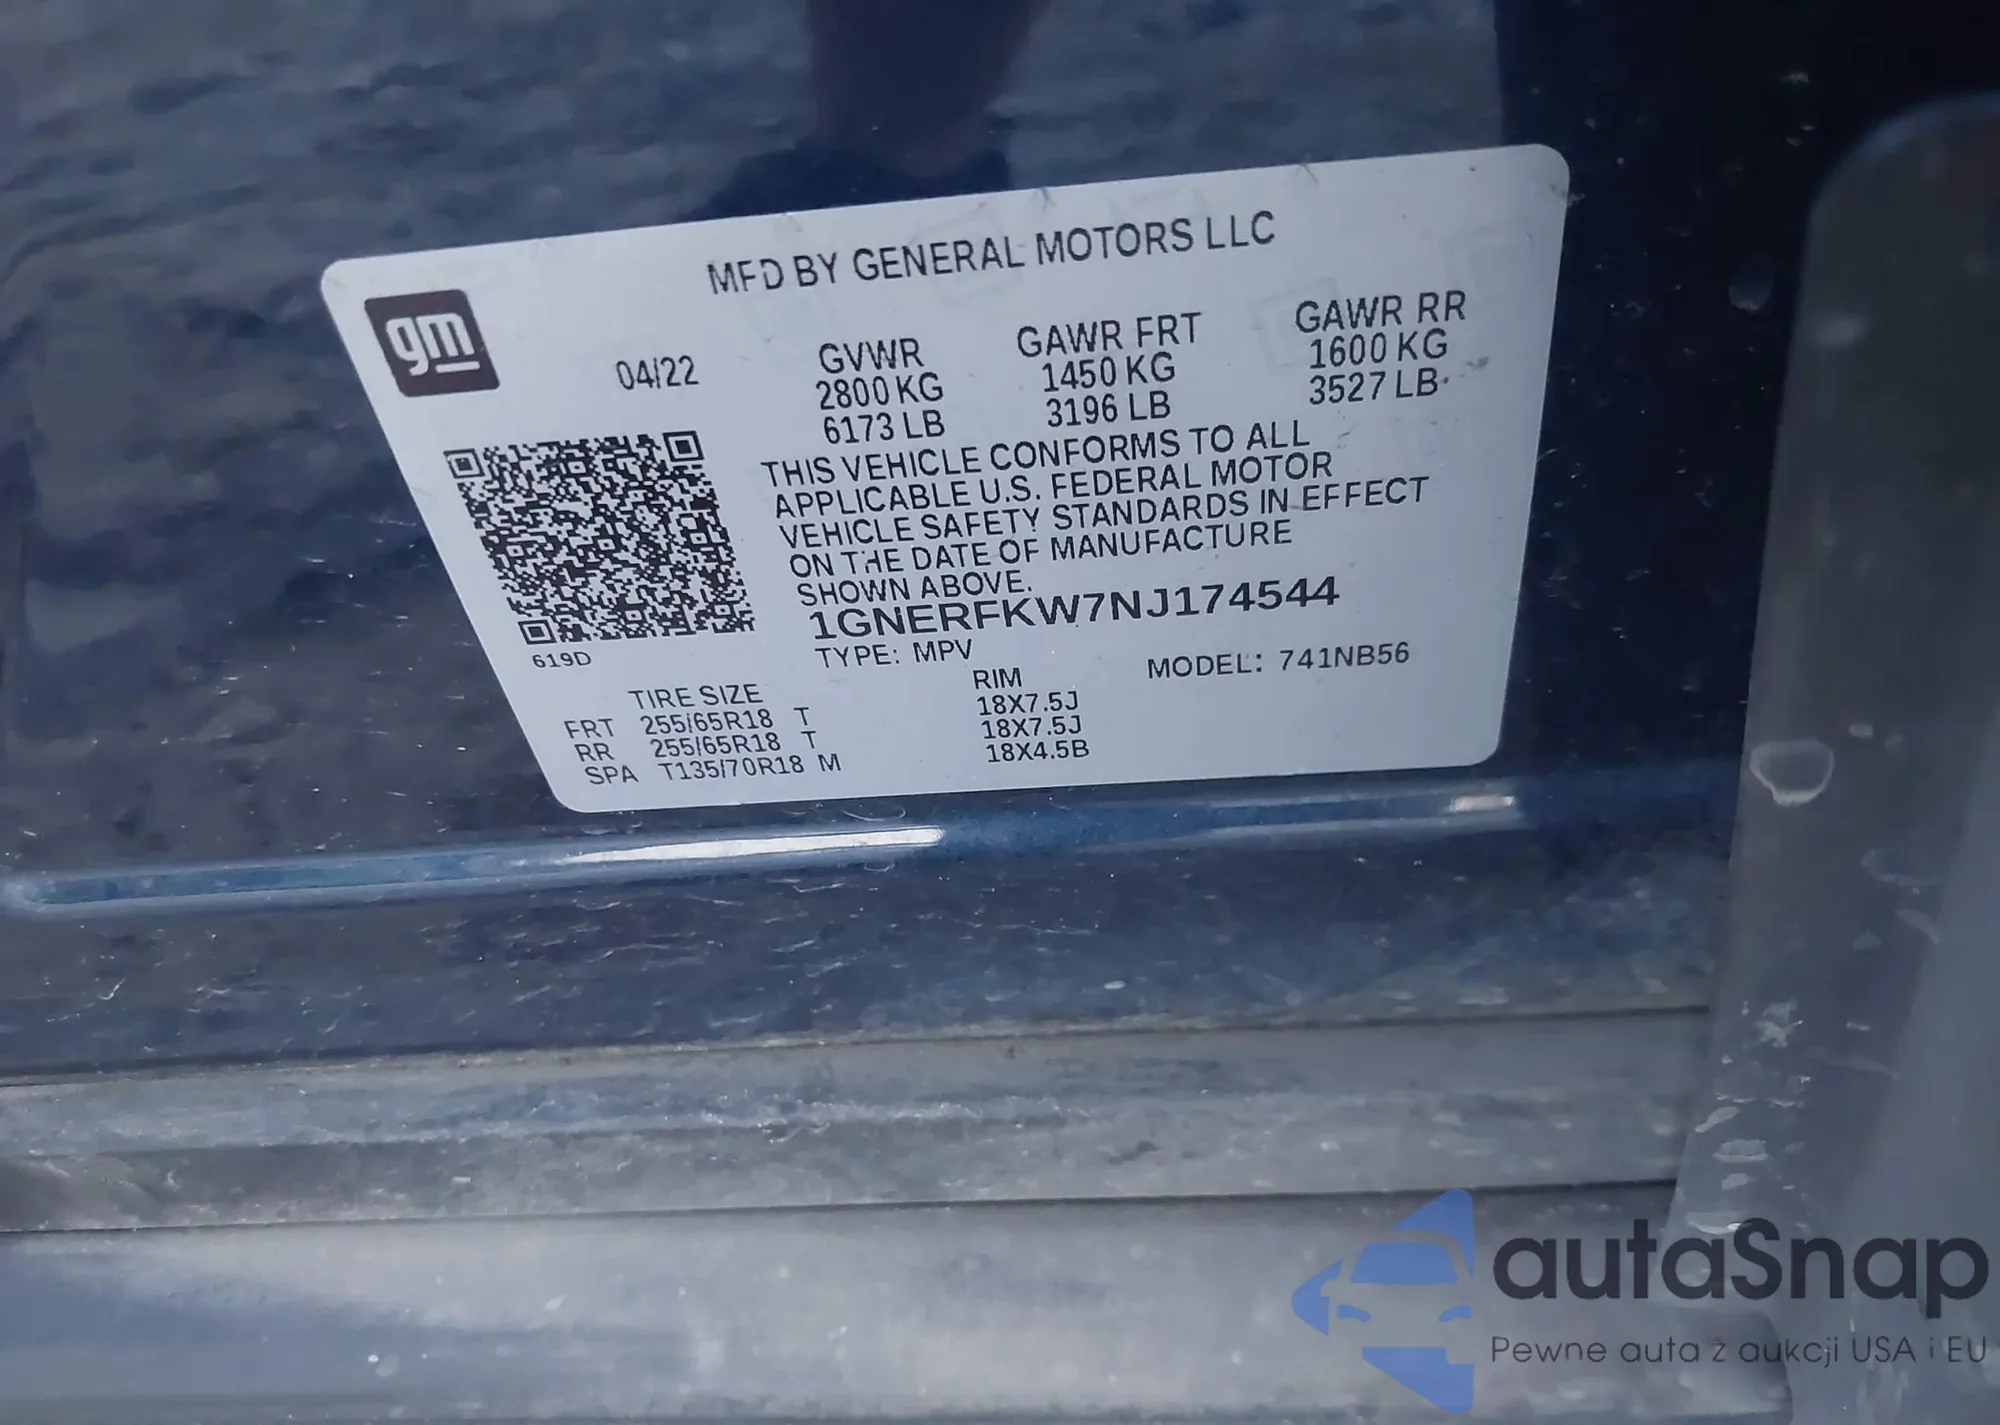 MFD BY GENERAL MOTORS LLC
gm
04/22
GVWR
2800 KG
6173 LB
GAWR FRT
1450 KG
3196 LB
GAWR RR
1600 KG
3527 LB
THIS VEHICLE CONFORMS TO ALL
APPLICABLE U.S. FEDERAL MOTOR
VEHICLE SAFETY STANDARDS IN EFFECT
ON THE DATE OF MANUFACTURE
SHOWN ABOVE.
1GNERFKW7NJ174544
TYPE: MPV
MODEL: 741NB56
619D
TIRE SIZE RIM
FRT 255/65R18 T 18X7.5J
RR 255/65R18 T 18X7.5J
SPA T135/70R18 M 18X4.5B
autaSnap
Pewne auta z aukcji USA i EU